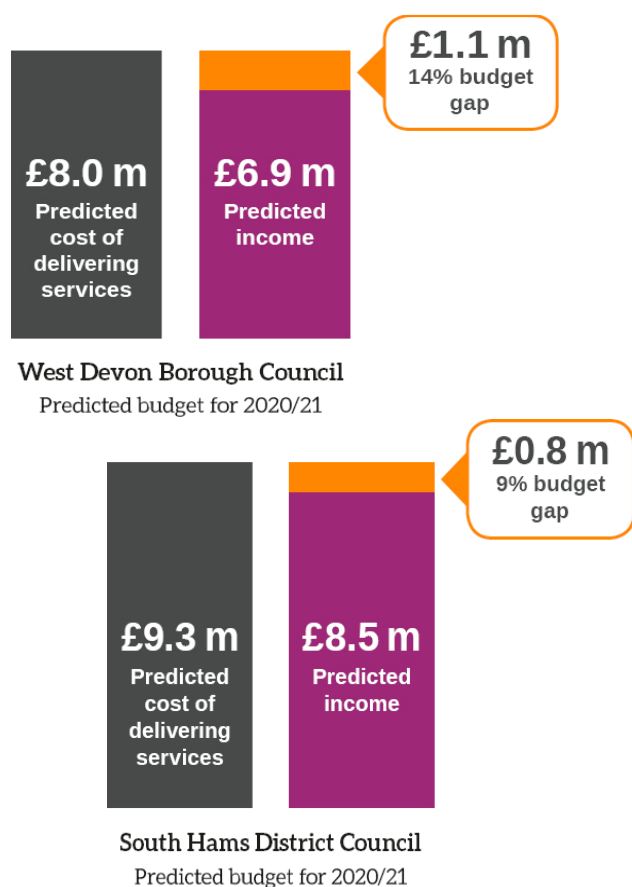 £1.1 m
14% budget
gap
£8.0 m
Predicted
cost of
delivering
services
£6.9 m
Predicted
income
West Devon Borough Council
Predicted budget for 2020/21
£0.8 m
9% budget
gap
£9.3 m
Predicted
cost of
delivering
services
£8.5 m
Predicted
income
South Hams District Council
Predicted budget for 2020/21